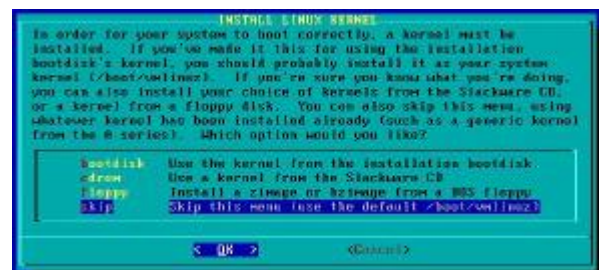 INSTALL LINUX KERNEL
In order for your system to boot correctly, a kernel must be
installed. If you've made it this far using the installation
bootdisk's kernel, you should probably install it as your system
kernel (/boot/vmlinuz). If you're sure you know what you're doing,
you can also install your choice of kernels from the Slackware CD,
or a kernel from a floppy disk. You can also skip this menu, using
whatever kernel has been installed already (such as a generic kernel
from the A series). Which option would you like?
bootdisk Use the kernel from the installation bootdisk
cdrom Use a kernel from the Slackware CD
floppy Install a zimage or bzimage from a DOS floppy
skip Skip this menu (use the default /boot/vmlinuz)
< OK > <Cancel>